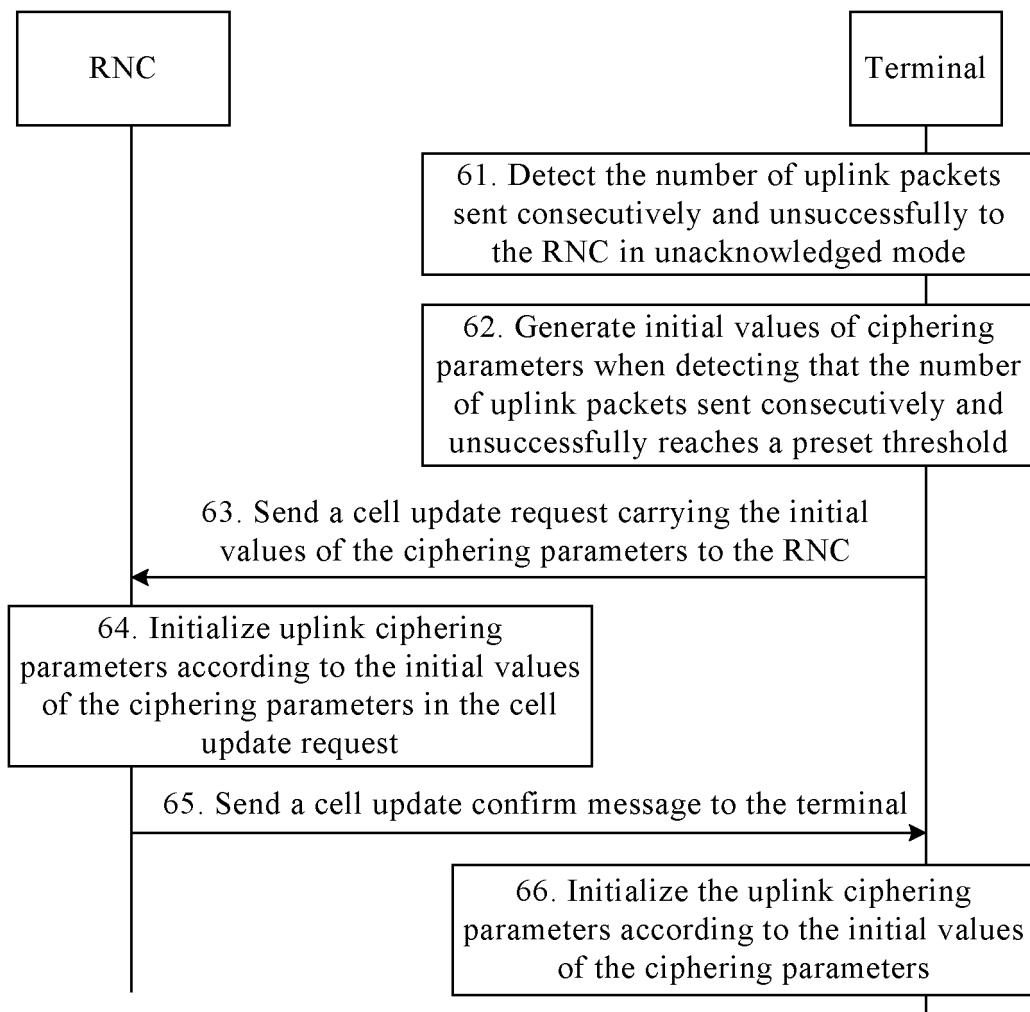 RNC
Terminal
61. Detect the number of uplink packets
sent consecutively and unsuccessfully to
the RNC in unacknowledged mode
62. Generate initial values of ciphering
parameters when detecting that the number
of uplink packets sent consecutively and
unsuccessfully reaches a preset threshold
63. Send a cell update request carrying the initial
values of the ciphering parameters to the RNC
64. Initialize uplink ciphering
parameters according to the initial values
of the ciphering parameters in the cell
update request
65. Send a cell update confirm message to the terminal
66. Initialize the uplink ciphering
parameters according to the initial values
of the ciphering parameters